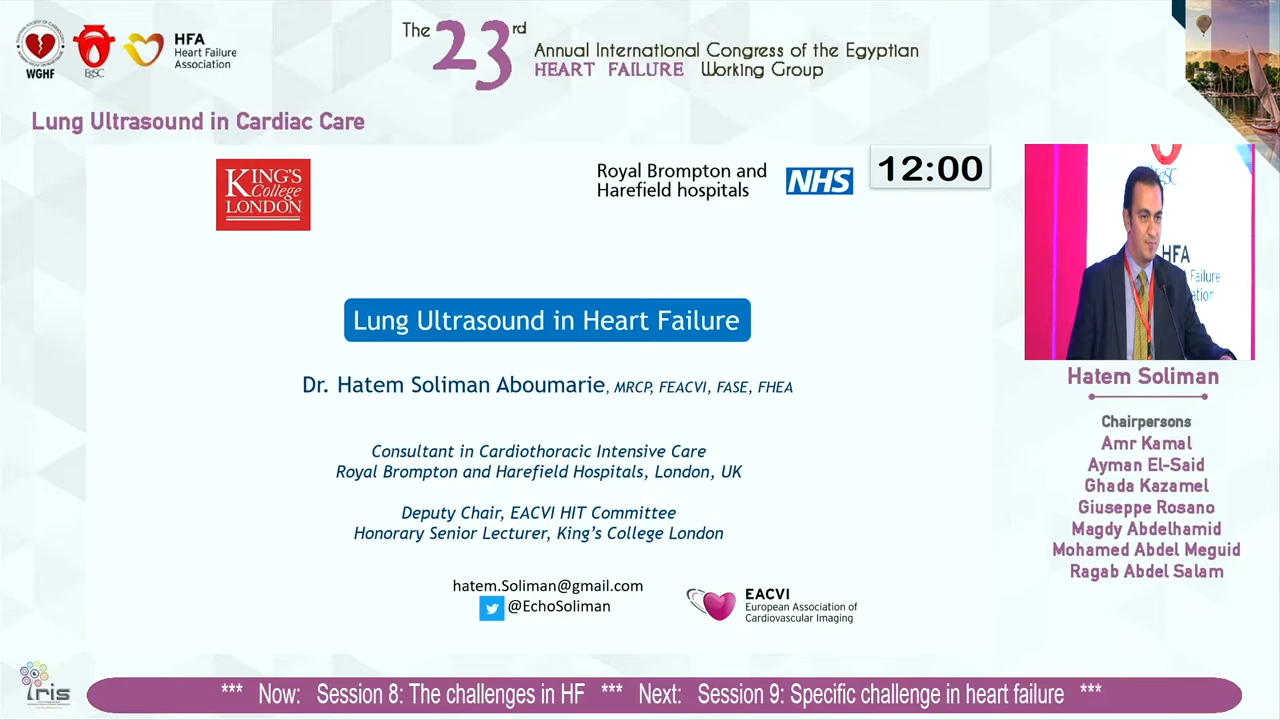 WGHF
EgSC
HFA
Heart Failure
Association
The 23rd
Annual International Congress of the Egyptian
HEART FAILURE Working Group
Lung Ultrasound in Cardiac Care
KING'S
College
LONDON
Royal Brompton and
Harefield hospitals
NHS
12:00
Lung Ultrasound in Heart Failure
Dr. Hatem Soliman Aboumarie, MRCP, FEACVI, FASE, FHEA
Consultant in Cardiothoracic Intensive Care
Royal Brompton and Harefield Hospitals, London, UK
Deputy Chair, EACVI HIT Committee
Honorary Senior Lecturer, King's College London
hatem.Soliman@gmail.com
@EchoSoliman
EACVI
European Association of
Cardiovascular Imaging
HFA
Failure
Hatem Soliman
Chairpersons
Amr Kamal
Ayman El-Said
Ghada Kazamel
Giuseppe Rosano
Magdy Abdelhamid
Mohamed Abdel Meguid
Ragab Abdel Salam
Iris
*** Now: Session 8: The challenges in HF *** Next: Session 9: Specific challenge in heart failure ***